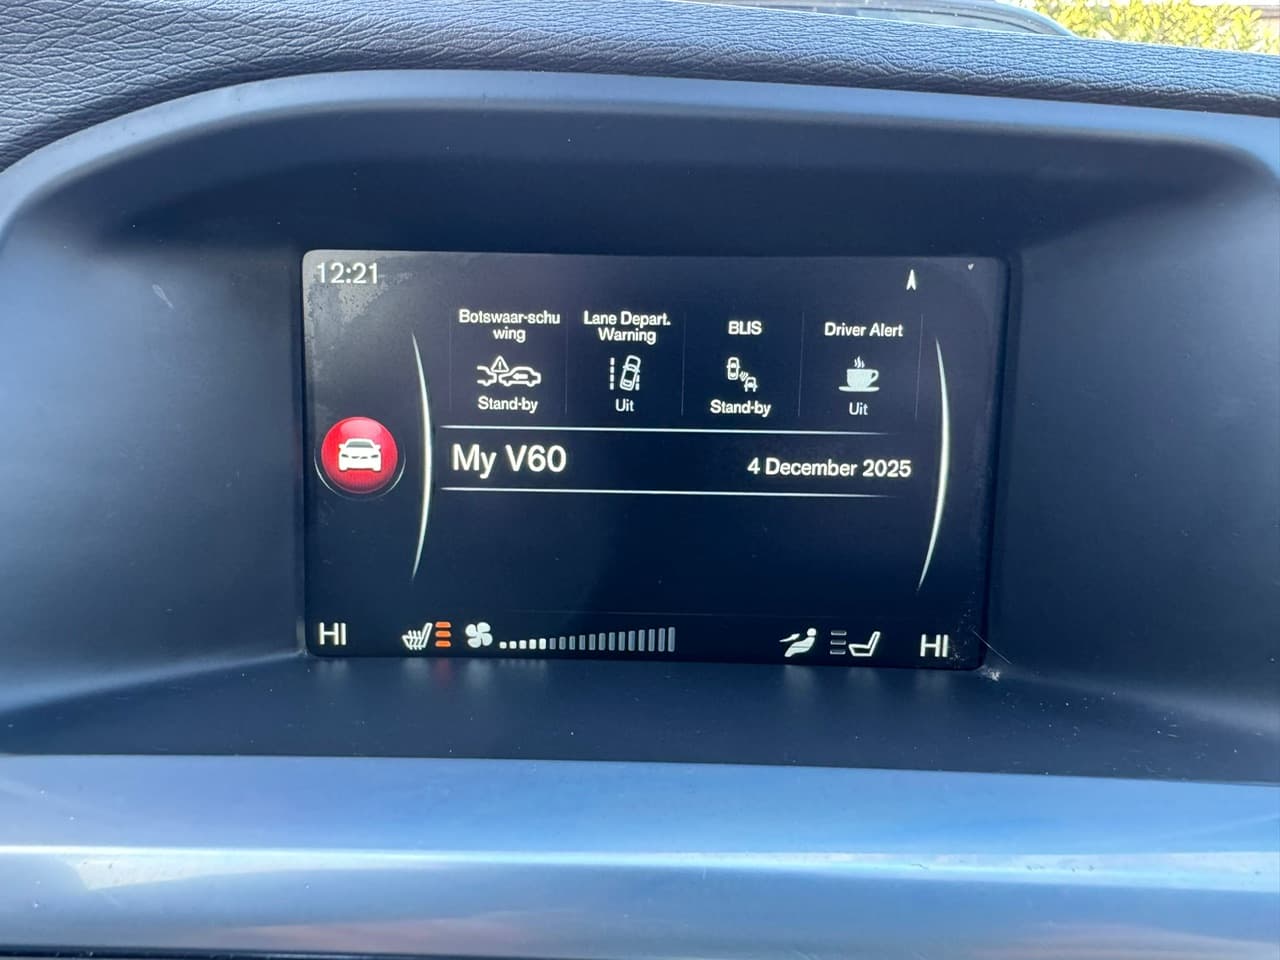 12:21
Botswaar-schu
wing
Lane Depart.
Warning
BLIS
Driver Alert
Stand-by
Uit
Stand-by
Uit
My V60
4 December 2025
HI
HI